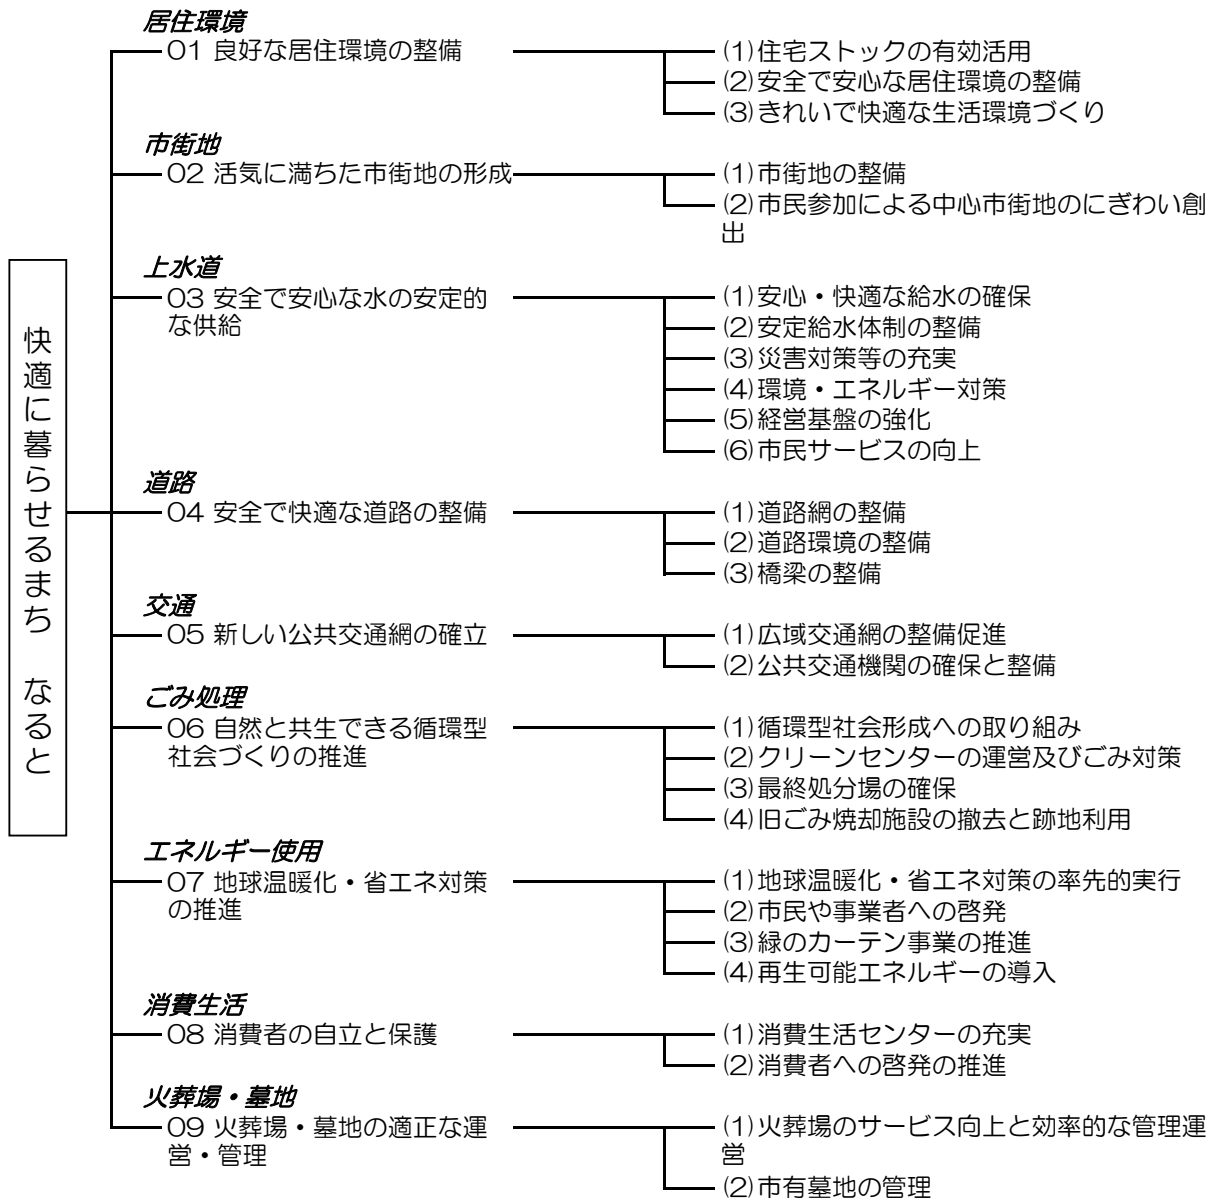 快適に暮らせるまち　なると
居住環境
01 良好な居住環境の整備
(1)住宅ストックの有効活用
(2)安全で安心な居住環境の整備
(3)きれいで快適な生活環境づくり
市街地
02 活気に満ちた市街地の形成
(1)市街地の整備
(2)市民参加による中心市街地のにぎわい創
出
上水道
03 安全で安心な水の安定的
な供給
(1)安心・快適な給水の確保
(2)安定給水体制の整備
(3)災害対策等の充実
(4)環境・エネルギー対策
(5)経営基盤の強化
(6)市民サービスの向上
道路
04 安全で快適な道路の整備
(1)道路網の整備
(2)道路環境の整備
(3)橋梁の整備
交通
05 新しい公共交通網の確立
(1)広域交通網の整備促進
(2)公共交通機関の確保と整備
ごみ処理
06 自然と共生できる循環型
社会づくりの推進
(1)循環型社会形成への取り組み
(2)クリーンセンターの運営及びごみ対策
(3)最終処分場の確保
(4)旧ごみ焼却施設の撤去と跡地利用
エネルギー使用
07 地球温暖化・省エネ対策
の推進
(1)地球温暖化・省エネ対策の率先的実行
(2)市民や事業者への啓発
(3)緑のカーテン事業の推進
(4)再生可能エネルギーの導入
消費生活
08 消費者の自立と保護
(1)消費生活センターの充実
(2)消費者への啓発の推進
火葬場・墓地
09 火葬場・墓地の適正な運
営・管理
(1)火葬場のサービス向上と効率的な管理運
営
(2)市有墓地の管理